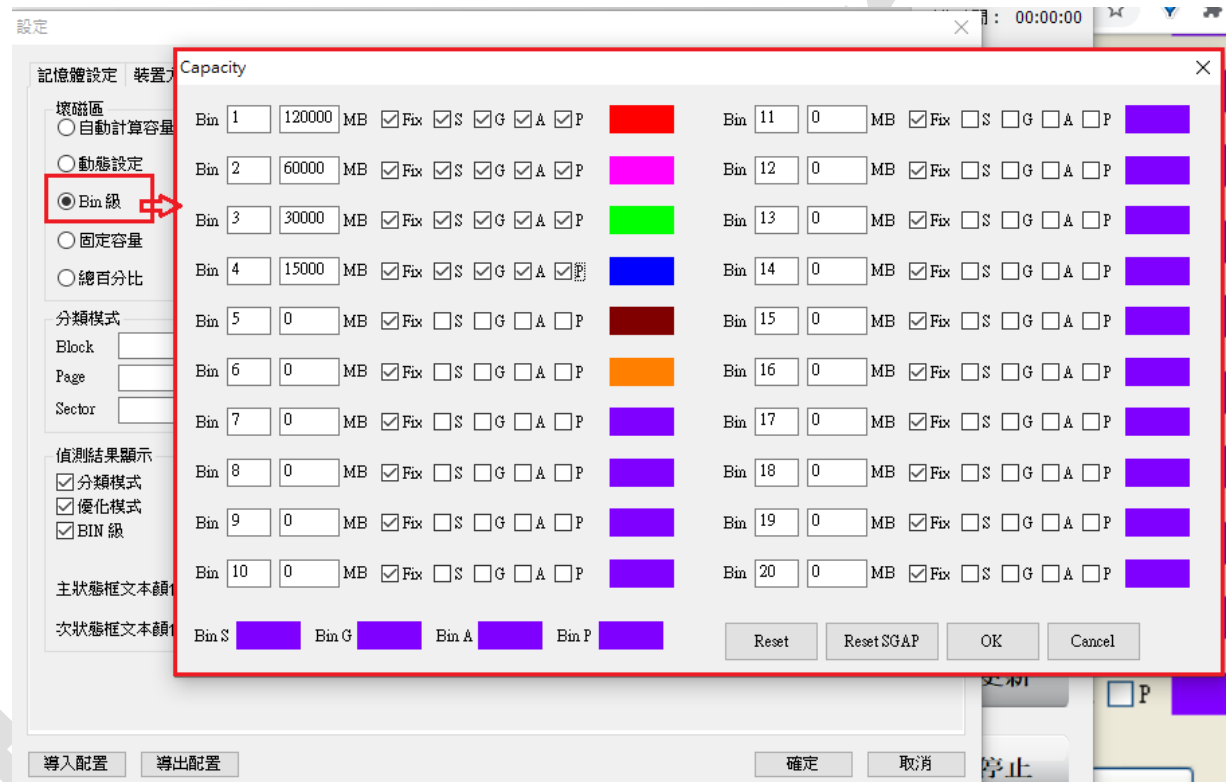 設定
00:00:00
記憶體設定 裝置
Capacity
壞磁區
自動計算容量
動態設定
Bin 級
固定容量
總百分比
分類模式
Block
Page
Sector
偵測結果顯示
分類模式
優化模式
BIN 級
主狀態框文本顏
次狀態框文本顏
Bin 1 120000 MB Fix S G A P
Bin 2 60000 MB Fix S G A P
Bin 3 30000 MB Fix S G A P
Bin 4 15000 MB Fix S G A P
Bin 5 0 MB Fix S G A P
Bin 6 0 MB Fix S G A P
Bin 7 0 MB Fix S G A P
Bin 8 0 MB Fix S G A P
Bin 9 0 MB Fix S G A P
Bin 10 0 MB Fix S G A P
Bin 11 0 MB Fix S G A P
Bin 12 0 MB Fix S G A P
Bin 13 0 MB Fix S G A P
Bin 14 0 MB Fix S G A P
Bin 15 0 MB Fix S G A P
Bin 16 0 MB Fix S G A P
Bin 17 0 MB Fix S G A P
Bin 18 0 MB Fix S G A P
Bin 19 0 MB Fix S G A P
Bin 20 0 MB Fix S G A P
Bin S Bin G Bin A Bin P
Reset Reset SGAP OK Cancel
P
導入配置 導出配置 確定 取消
停止